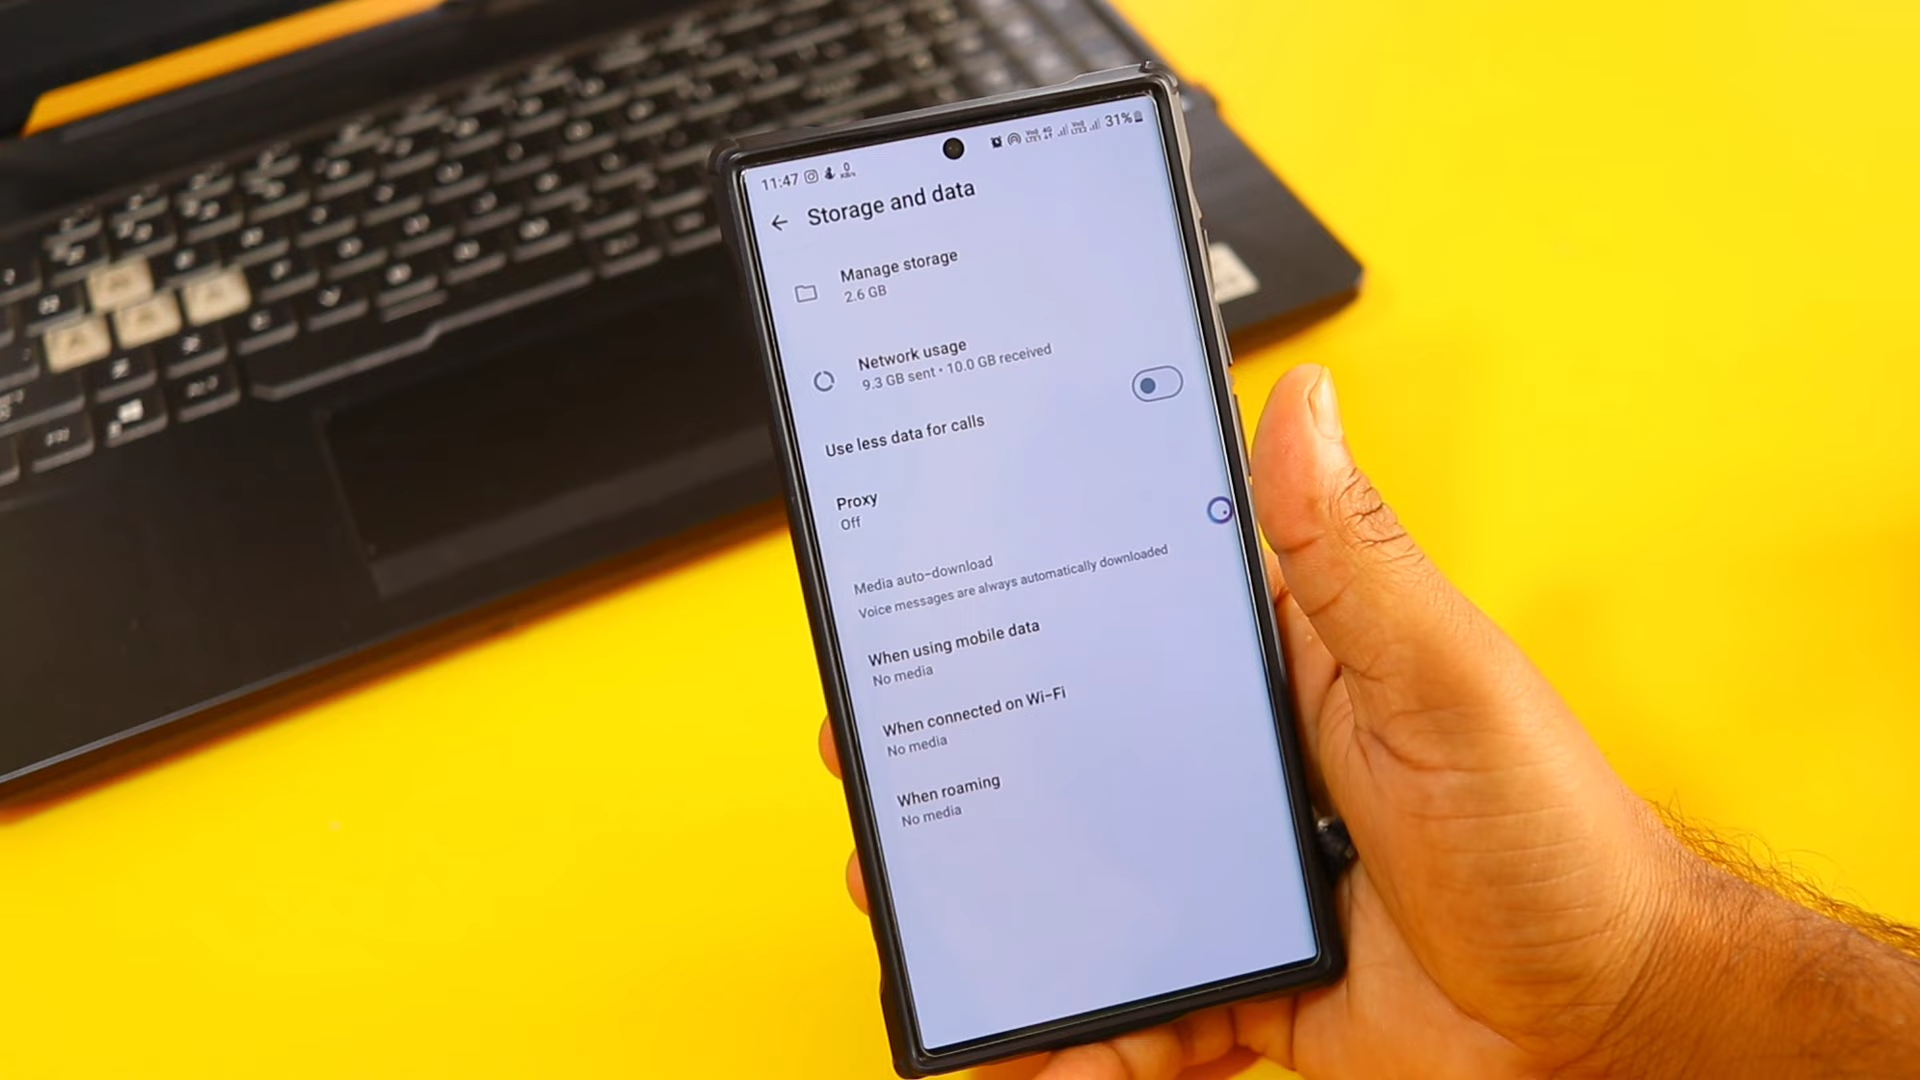 11:47 0 KB/s 31%
Storage and data
Manage storage
2.6 GB
Network usage
9.3 GB sent • 10.0 GB received
Use less data for calls
Proxy
Off
Media auto-download
Voice messages are always automatically downloaded
When using mobile data
No media
When connected on Wi-Fi
No media
When roaming
No media